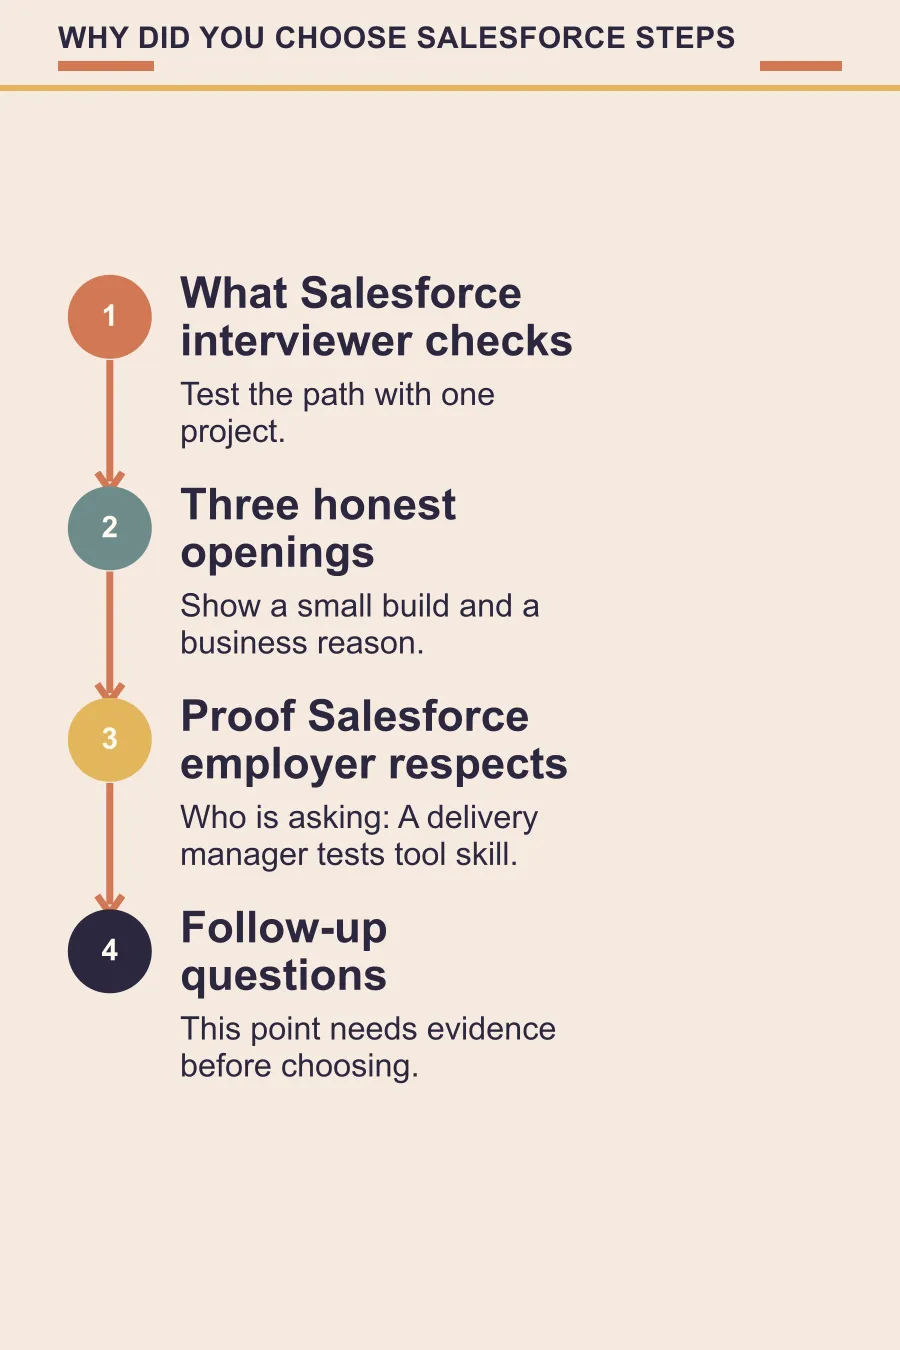 WHY DID YOU CHOOSE SALESFORCE STEPS
1
What Salesforce
interviewer checks
Test the path with one
project.
2
Three honest
openings
Show a small build and a
business reason.
3
Proof Salesforce
employer respects
Who is asking: A delivery
manager tests tool skill.
4
Follow-up
questions
This point needs evidence
before choosing.